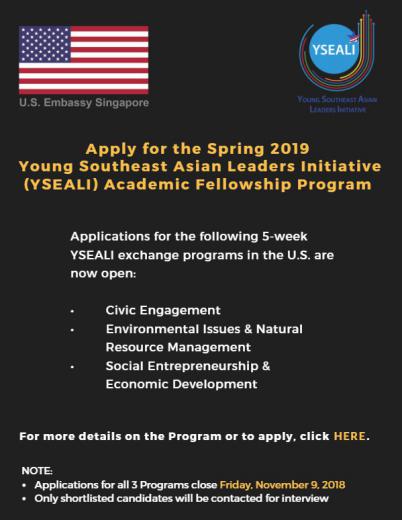 YSEALI
U.S. Embassy Singapore
Young Southeast Asian
Leaders Initiative
Apply for the Spring 2019
Young Southeast Asian Leaders Initiative
(YSEALI) Academic Fellowship Program
Applications for the following 5-week
YSEALI exchange programs in the U.S. are
now open:
• Civic Engagement
• Environmental Issues & Natural
Resource Management
• Social Entrepreneurship &
Economic Development
For more details on the Program or to apply, click HERE.
NOTE:
• Applications for all 3 Programs close Friday, November 9, 2018
• Only shortlisted candidates will be contacted for interview